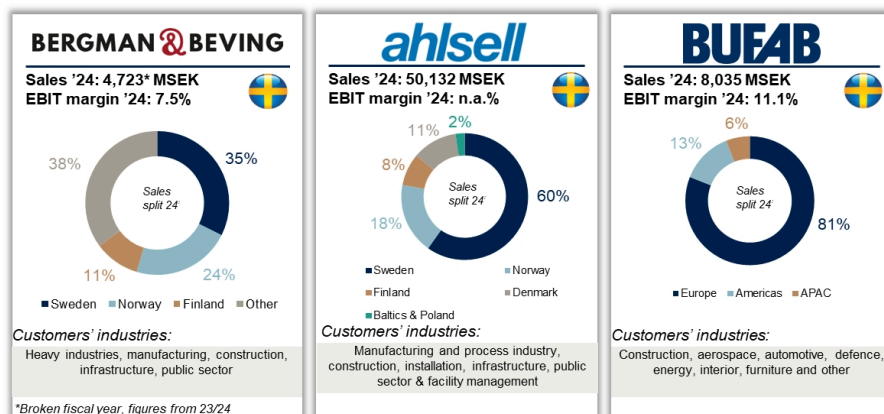 BERGMAN & BEVING
Sales ’24: 4,723* MSEK
EBIT margin ’24: 7.5%
38%
35%
Sales
split 24’
11%
24%
Sweden Norway Finland Other
Customers’ industries:
Heavy industries, manufacturing, construction,
infrastructure, public sector
*Broken fiscal year, figures from 23/24
ahlsell
Sales ’24: 50,132 MSEK
EBIT margin ’24: n.a.%
11%
2%
8%
Sales
split 24’
60%
18%
Sweden Norway
Finland Denmark
Baltics & Poland
Customers’ industries:
Manufacturing and process industry,
construction, installation, infrastructure, public
sector & facility management
BUFAB
Sales ’24: 8,035 MSEK
EBIT margin ’24: 11.1%
6%
13%
Sales
split 24’
81%
Europe Americas APAC
Customers’ industries:
Construction, aerospace, automotive, defence,
energy, interior, furniture and other